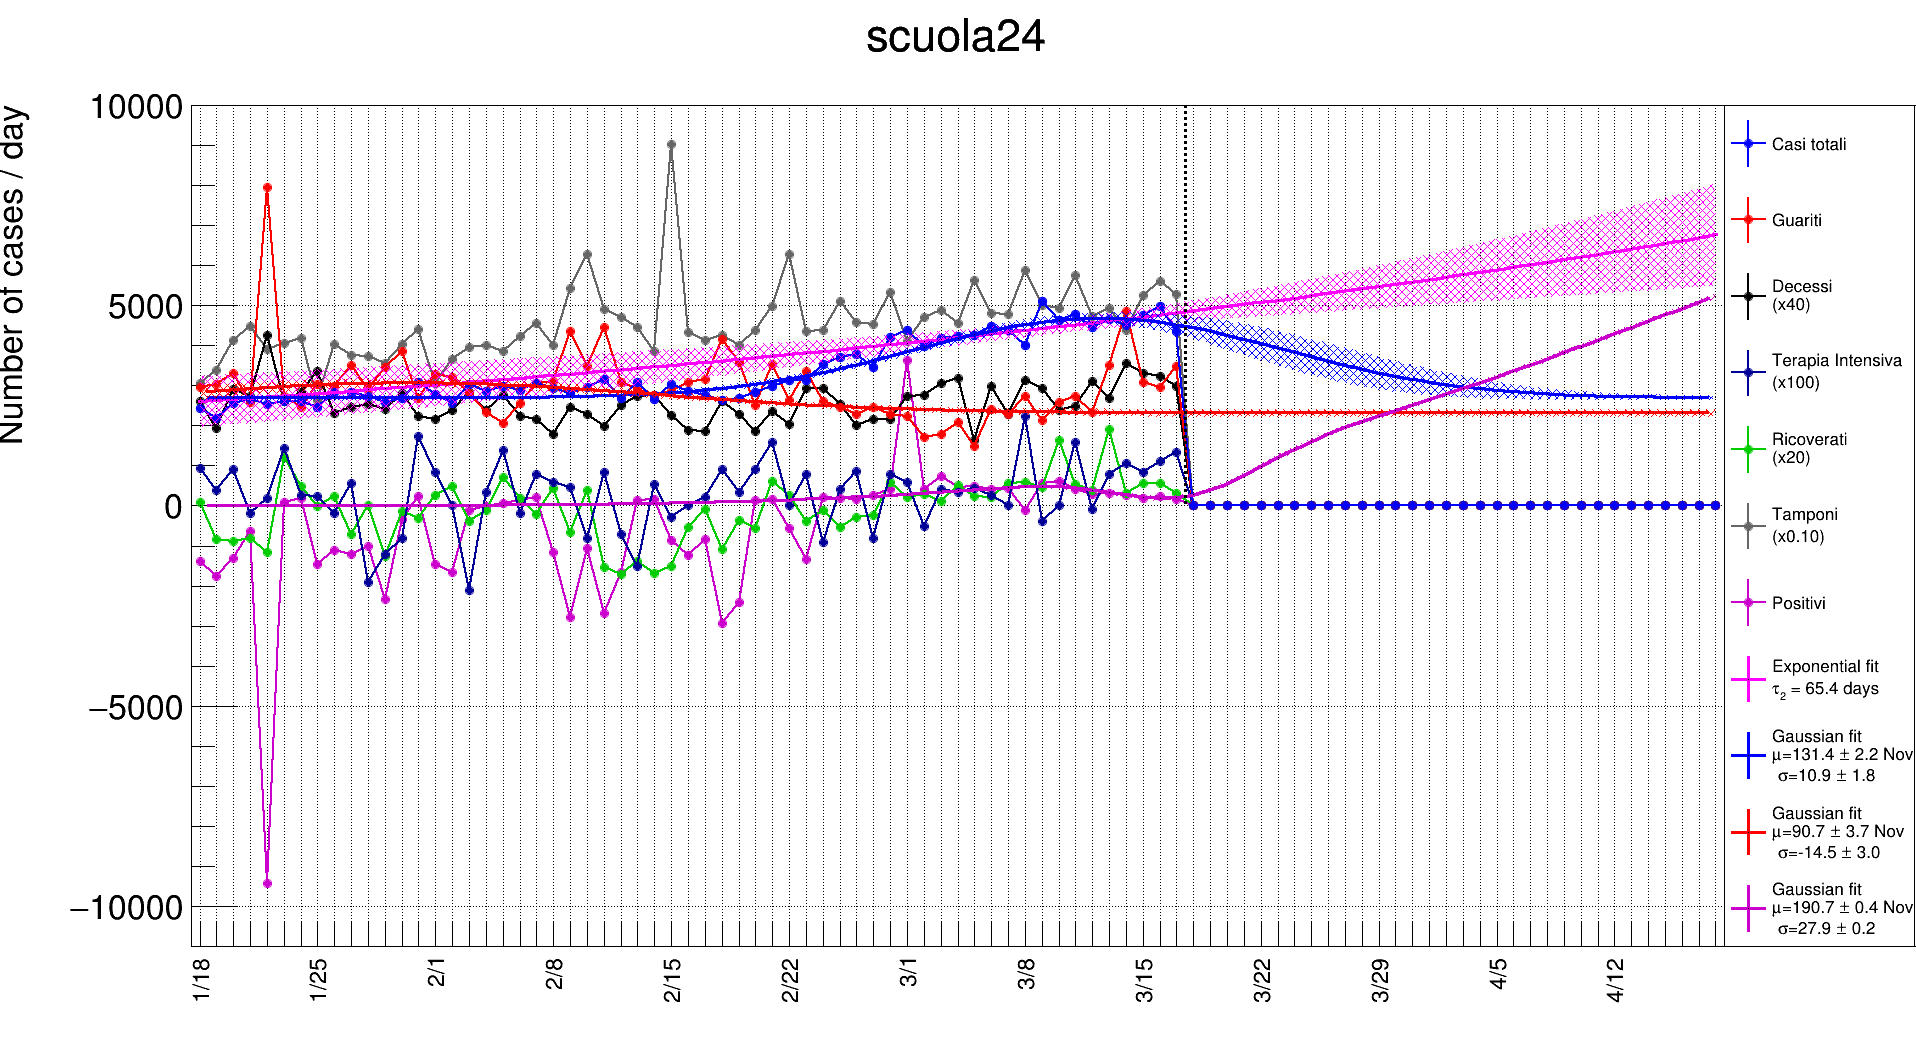 scuola24
Number of cases / day
10000
5000
0
−5000
−10000
1/18
1/25
2/1
2/8
2/15
2/22
3/1
3/8
3/15
3/22
3/29
4/5
4/12
Casi totali
Guariti
Decessi
(x40)
Terapia Intensiva
(x100)
Ricoverati
(x20)
Tamponi
(x0.10)
Positivi
Exponential fit
τ2 = 65.4 days
Gaussian fit
μ=131.4 ± 2.2 Nov
σ=10.9 ± 1.8
Gaussian fit
μ=90.7 ± 3.7 Nov
σ=-14.5 ± 3.0
Gaussian fit
μ=190.7 ± 0.4 Nov
σ=27.9 ± 0.2